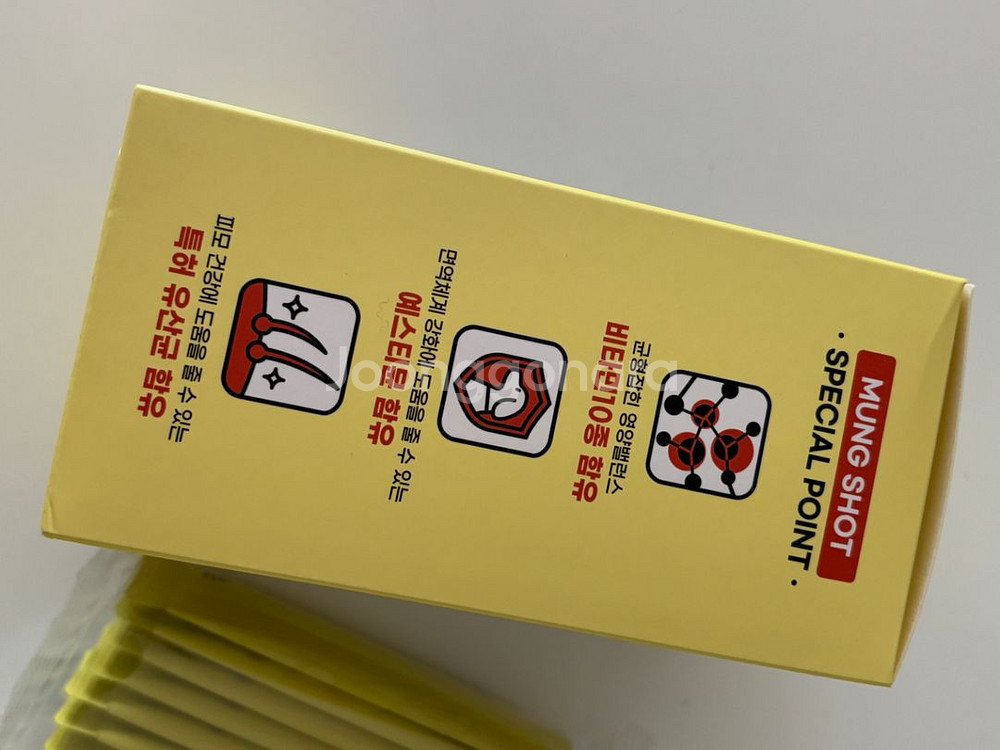 MUNG SHOT
· SPECIAL POINT ·
균형잡힌 영양밸런스
비타민10종 함유
면역체계 강화에 도움을 줄 수 있는
에스티몬 함유
피모 건강에 도움을 줄 수 있는
특허 유산균 함유
Joonggonara